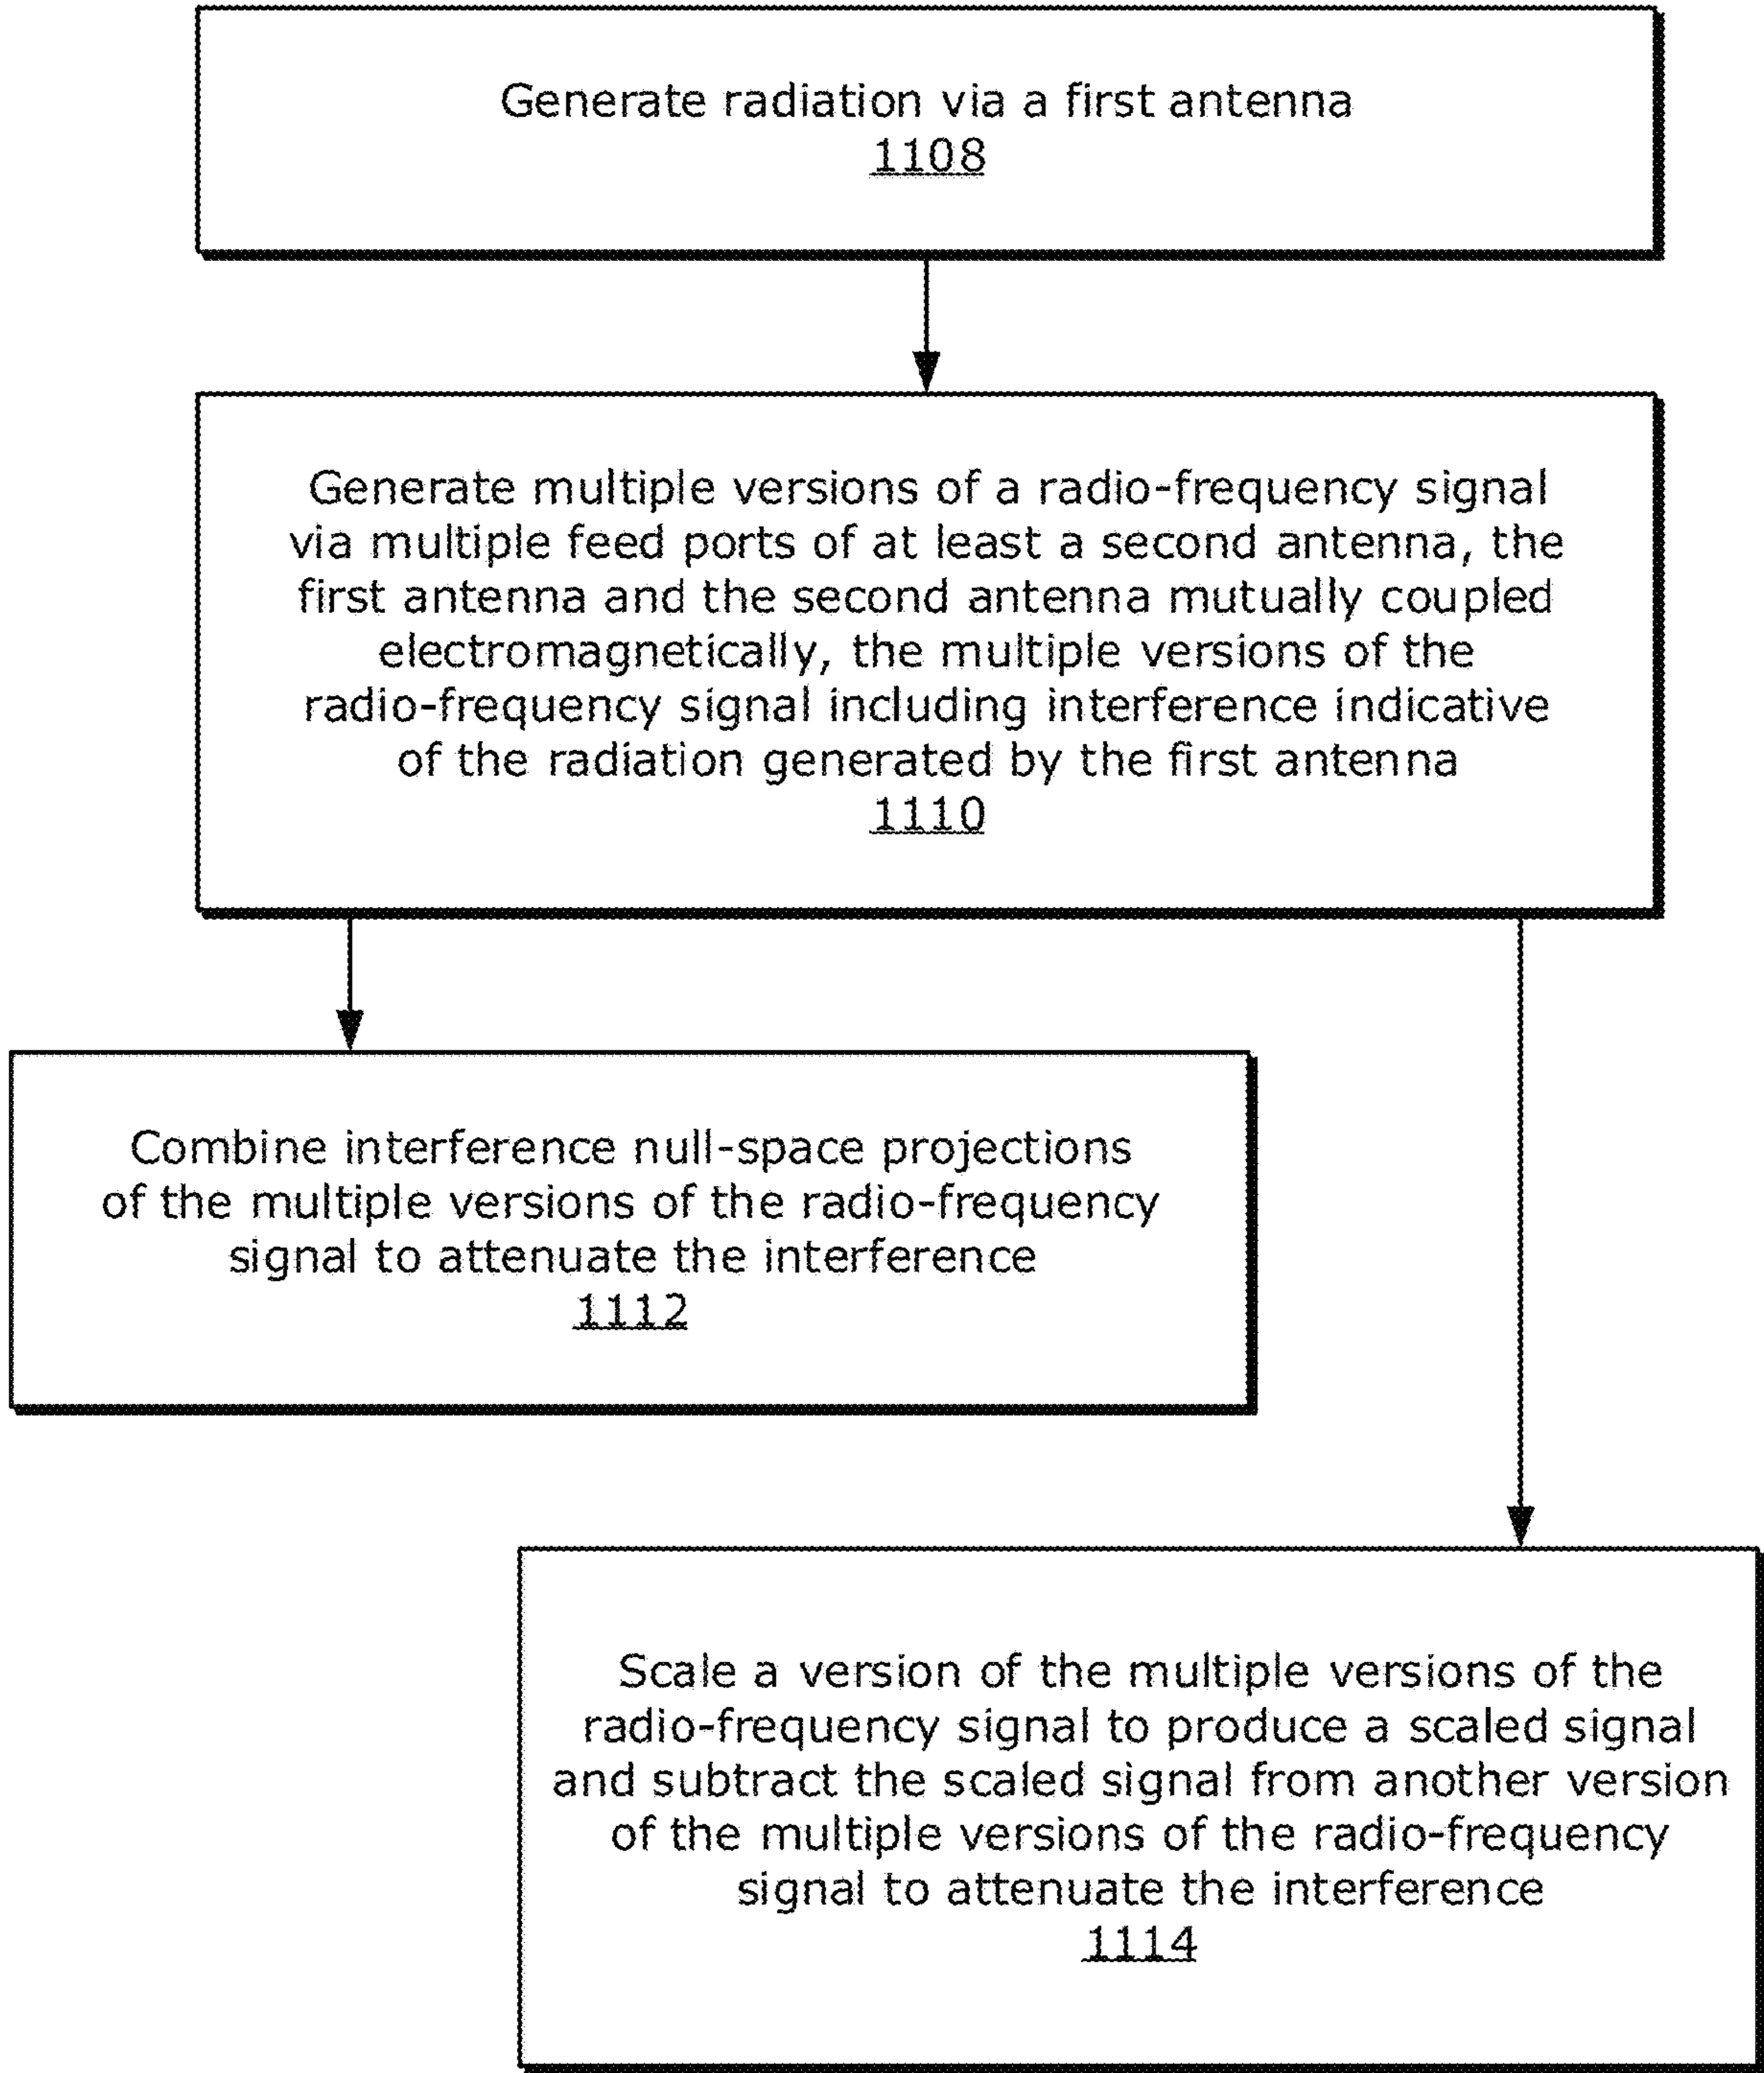 Generate radiation via a first antenna
1108
Generate multiple versions of a radio-frequency signal
via multiple feed ports of at least a second antenna, the
first antenna and the second antenna mutually coupled
electromagnetically, the multiple versions of the
radio-frequency signal including interference indicative
of the radiation generated by the first antenna
1110
Combine interference null-space projections
of the multiple versions of the radio-frequency
signal to attenuate the interference
1112
Scale a version of the multiple versions of the
radio-frequency signal to produce a scaled signal
and subtract the scaled signal from another version
of the multiple versions of the radio-frequency
signal to attenuate the interference
1114